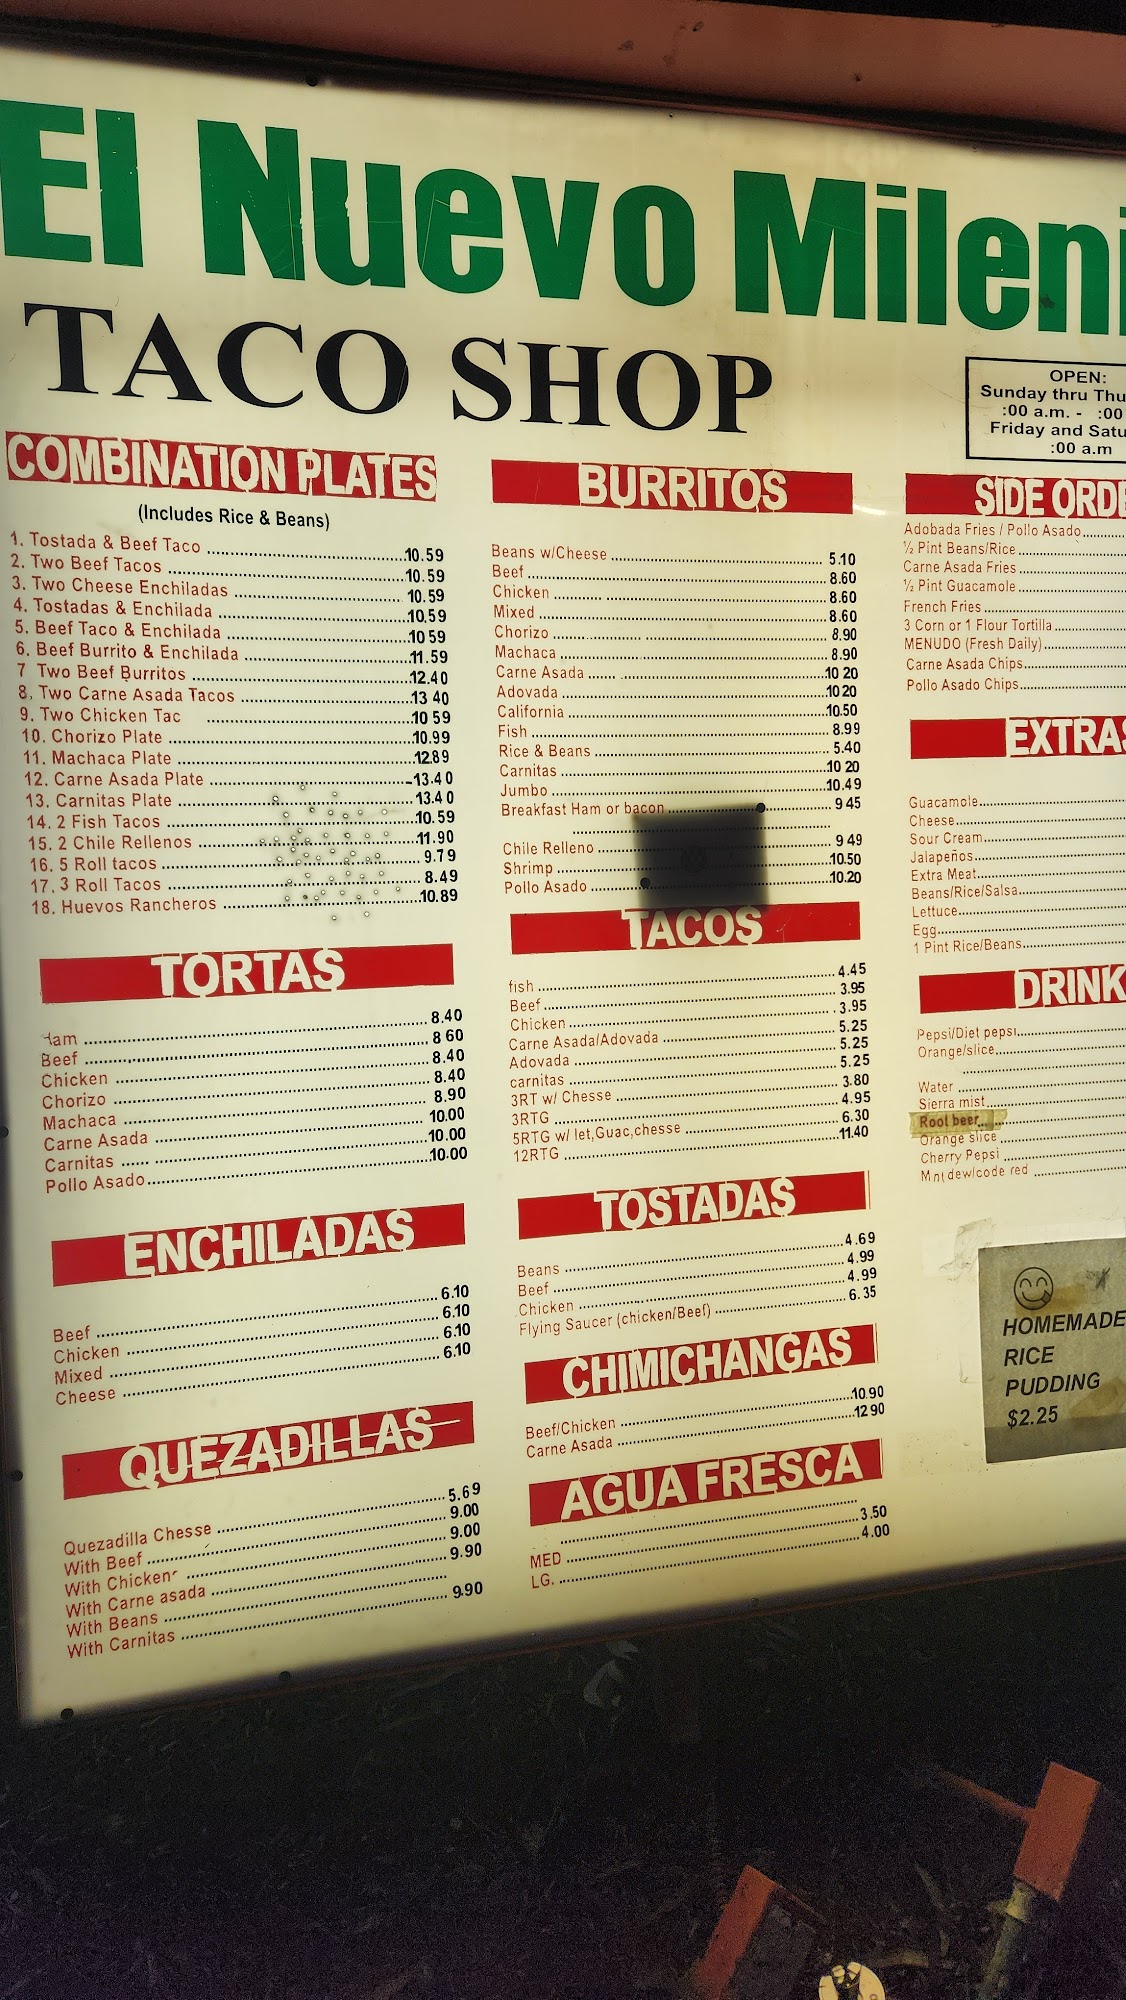 El Nuevo Mileni
TACO SHOP
OPEN:
Sunday thru Thu
:00 a.m. - :00
Friday and Satu
:00 a.m
COMBINATION PLATES
(Includes Rice & Beans)
1. Tostada & Beef Taco 10.59
2. Two Beef Tacos 10.59
3. Two Cheese Enchiladas 10.59
4. Tostadas & Enchilada 10.59
5. Beef Taco & Enchilada 10 59
6. Beef Burrito & Enchilada 11.59
7 Two Beef Burritos 12.40
8. Two Carne Asada Tacos 13 40
9. Two Chicken Tac 10 59
10. Chorizo Plate 10.99
11. Machaca Plate 12.89
12. Carne Asada Plate 13.40
13. Carnitas Plate 13.40
14. 2 Fish Tacos 10.59
15. 2 Chile Rellenos 11.90
16. 5 Roll tacos 9.79
17. 3 Roll Tacos 8.49
18. Huevos Rancheros 10.89
TORTAS
Ham 8.40
Beef 8 60
Chicken 8.40
Chorizo 8.40
Machaca 8.90
Carne Asada 10.00
Carnitas 10.00
Pollo Asado 10.00
ENCHILADAS
Beef 6.10
Chicken 6.10
Mixed 6.10
Cheese 6.10
QUEZADILLAS
Quezadilla Chesse 5.69
With Beef 9.00
With Chicken 9.00
With Carne asada 9.90
With Beans
With Carnitas 9.90
BURRITOS
Beans w/Cheese 5.10
Beef 8.60
Chicken 8.60
Mixed 8.60
Chorizo 8.90
Machaca 8.90
Carne Asada 10 20
Adovada 10 20
California 10.50
Fish 8.99
Rice & Beans 5.40
Carnitas 10 20
Jumbo 10.49
Breakfast Ham or bacon 9 45
Chile Relleno 9 49
Shrimp 10.50
Pollo Asado 10.20
TACOS
fish 4.45
Beef 3.95
Chicken 3.95
Carne Asada/Adovada 5.25
Adovada 5.25
carnitas 5.25
3RT w/ Chesse 3.80
3RTG 4.95
5RTG w/ let,Guac,chesse 6.30
12RTG 11.40
TOSTADAS
Beans 4.69
Beef 4.99
Chicken 4.99
Flying Saucer (chicken/Beef) 6.35
CHIMICHANGAS
Beef/Chicken 10.90
Carne Asada 12 90
AGUA FRESCA
MED 3.50
LG. 4.00
SIDE ORDE
Adobada Fries / Pollo Asado
½ Pint Beans/Rice
Carne Asada Fries
½ Pint Guacamole
French Fries
3 Corn or 1 Flour Tortilla
MENUDO (Fresh Daily)
Carne Asada Chips
Pollo Asado Chips
EXTRAS
Guacamole
Cheese
Sour Cream
Jalapeños
Extra Meat
Beans/Rice/Salsa
Lettuce
Egg
1 Pint Rice/Beans
DRINK
Pepsi/Diet pepsi
Orange/slice
Water
Sierra mist
Root beer
Orange slice
Cherry Pepsi
Mnt dew/code red
HOMEMADE
RICE
PUDDING
$2.25